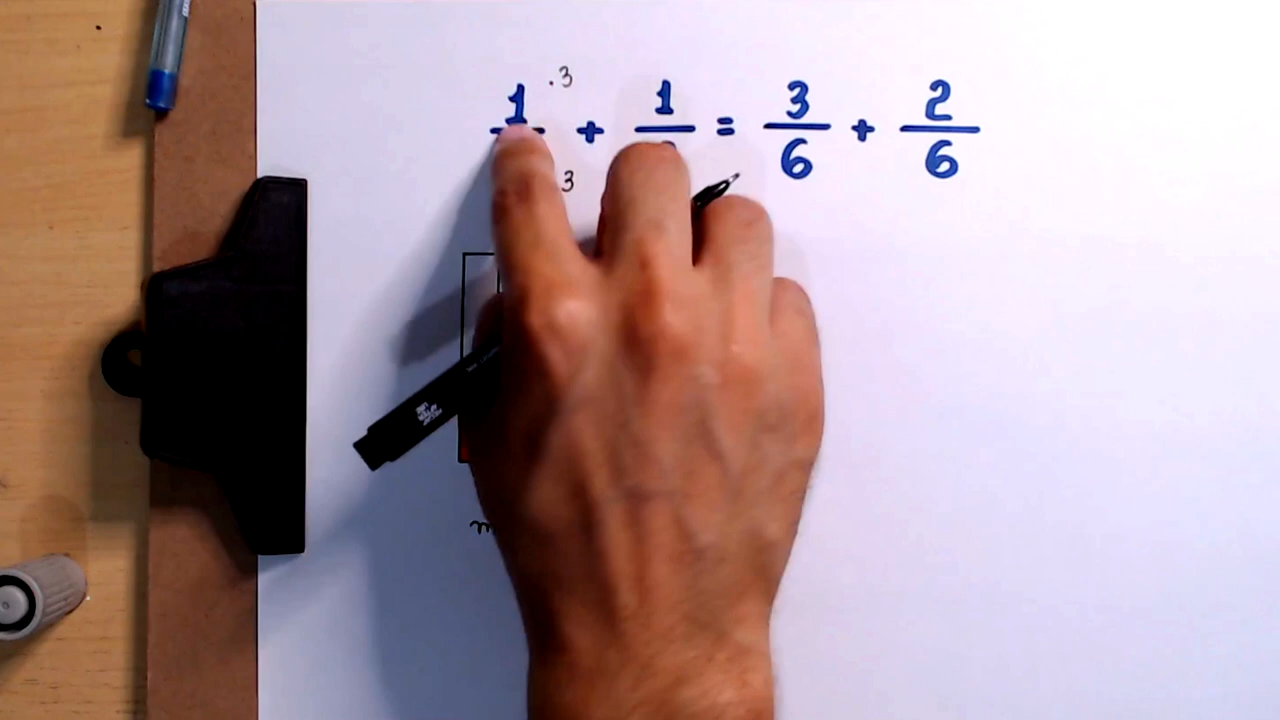 1 .3 + 1 = 3 + 2
3 6 6
m